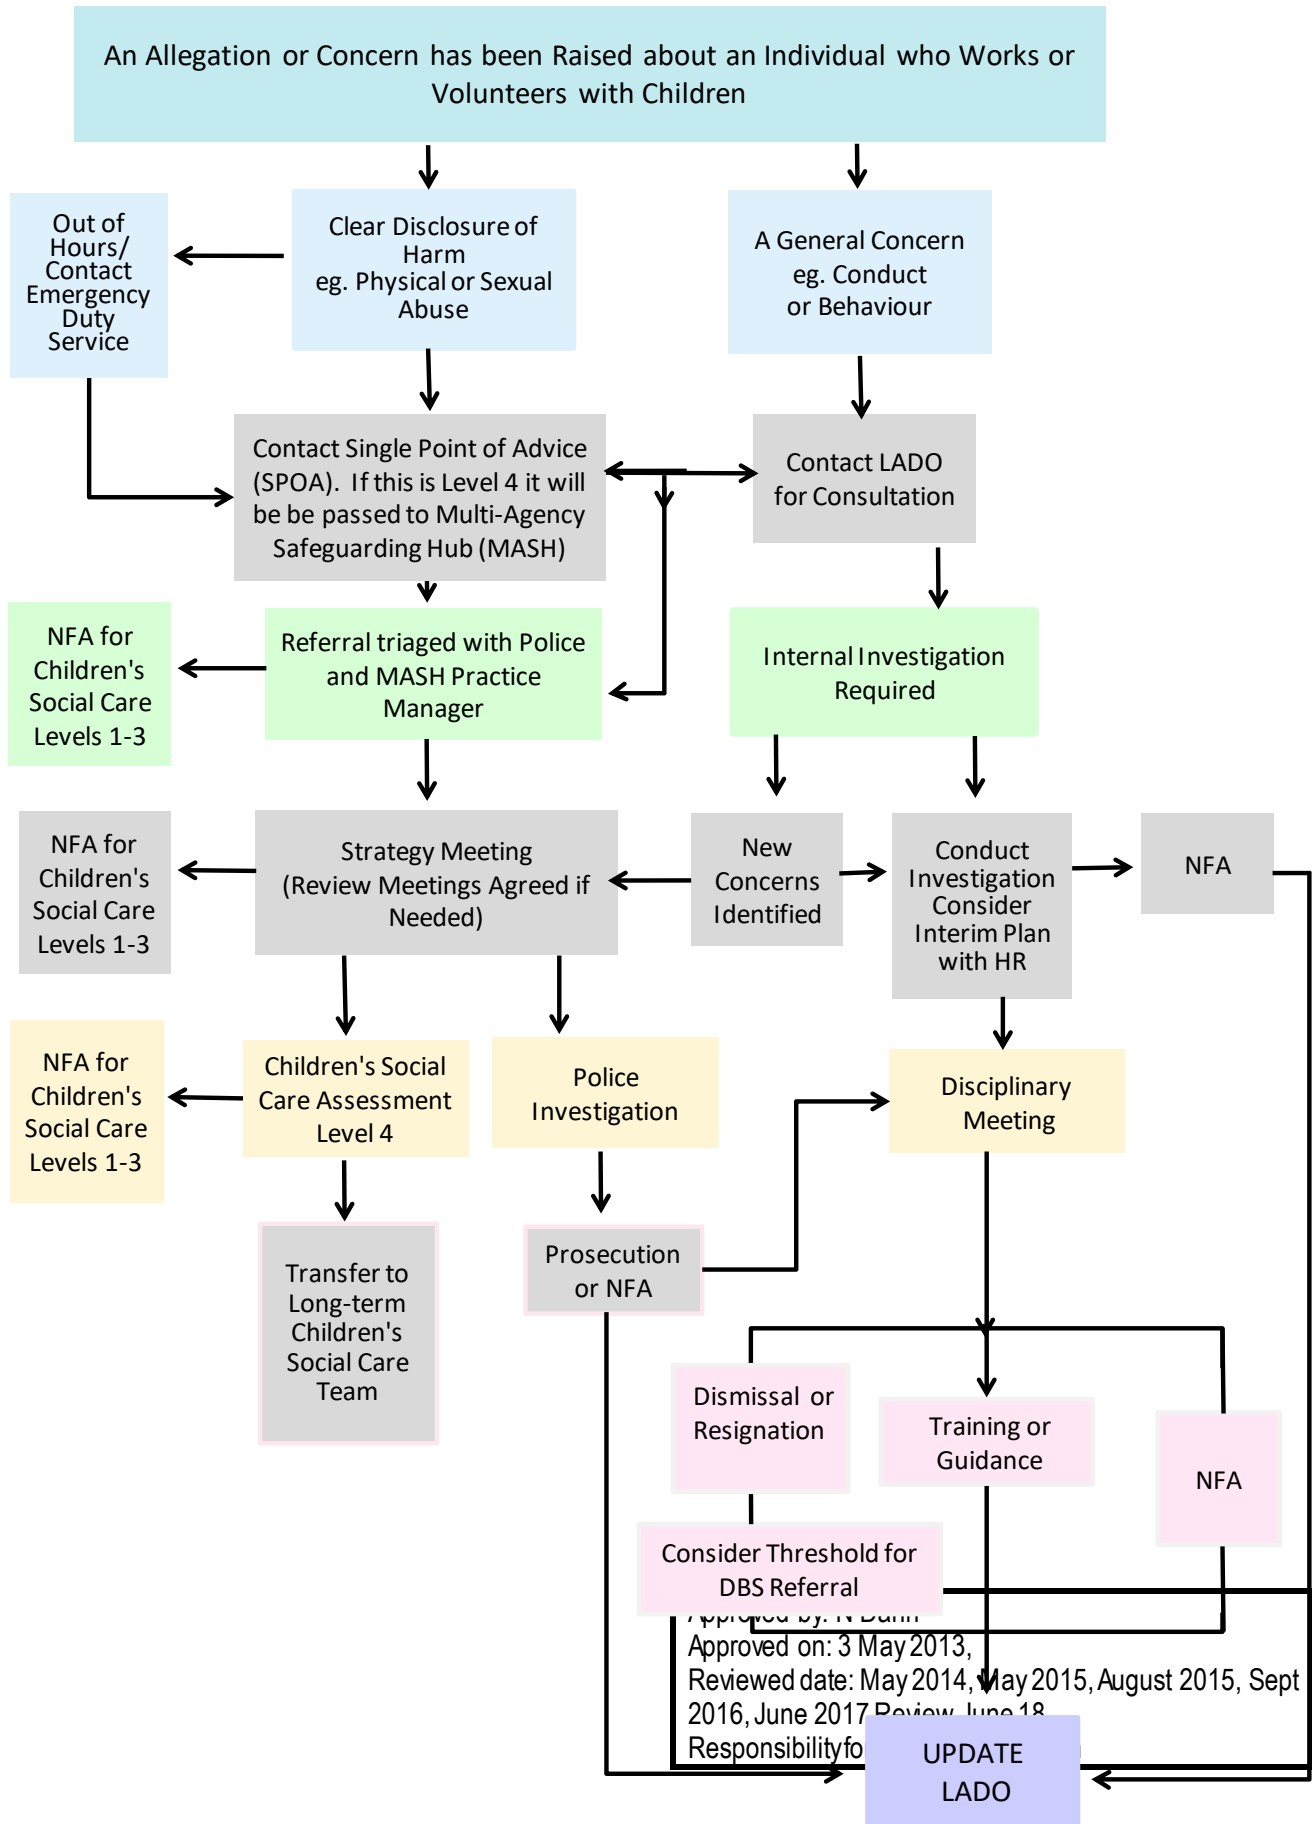 An Allegation or Concern has been Raised about an Individual who Works or
Volunteers with Children
Out of
Hours/
Contact
Emergency
Duty
Service
Clear Disclosure of
Harm
eg. Physical or Sexual
Abuse
A General Concern
eg. Conduct
or Behaviour
Contact Single Point of Advice
(SPOA). If this is Level 4 it will
be be passed to Multi-Agency
Safeguarding Hub (MASH)
Contact LADO
for Consultation
NFA for
Children's
Social Care
Levels 1-3
Referral triaged with Police
and MASH Practice
Manager
Internal Investigation
Required
NFA for
Children's
Social Care
Levels 1-3
Strategy Meeting
(Review Meetings Agreed if
Needed)
New
Concerns
Identified
Conduct
Investigation
Consider
Interim Plan
with HR
NFA
NFA for
Children's
Social Care
Levels 1-3
Children's Social
Care Assessment
Level 4
Police
Investigation
Disciplinary
Meeting
Transfer to
Long-term
Children's
Social Care
Team
Prosecution
or NFA
Dismissal or
Resignation
Training or
Guidance
NFA
Consider Threshold for
DBS Referral
Approved by: N
Approved on: 3 May 2013,
Reviewed date: May 2014, May 2015, August 2015, Sept
2016, June 2017 Review June 18
UPDATE
LADO